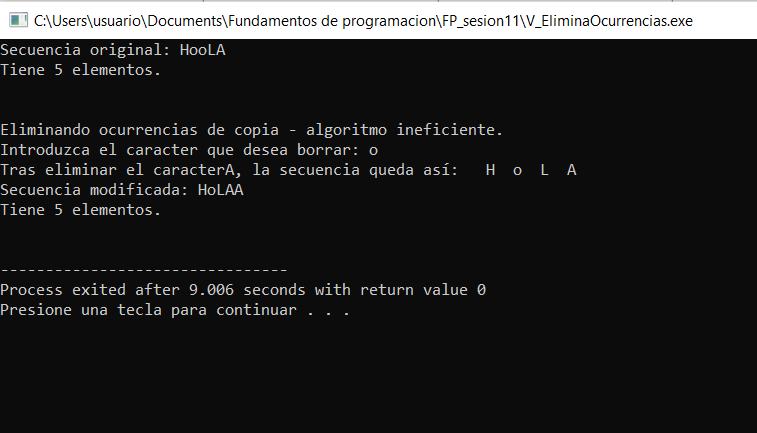 C:\Users\usuario\Documents\Fundamentos de programacion\FP_sesion11\V_EliminaOcurrencias.exe
Secuencia original: HooLA
Tiene 5 elementos.
Eliminando ocurrencias de copia - algoritmo ineficiente.
Introduzca el caracter que desea borrar: o
Tras eliminar el caracterA, la secuencia queda así:   H  o  L  A
Secuencia modificada: HoLAA
Tiene 5 elementos.
--------------------------------
Process exited after 9.006 seconds with return value 0
Presione una tecla para continuar . . .